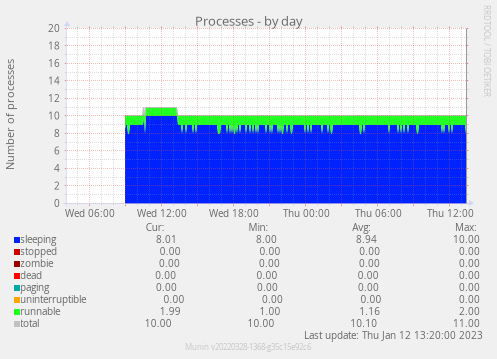 Processes - by day
RRDTOOL / TOBI OETIKER
Number of processes
20
18
16
14
12
10
8
6
4
2
0
Wed 06:00 Wed 12:00 Wed 18:00 Thu 00:00 Thu 06:00 Thu 12:00
Cur: Min: Avg: Max:
sleeping 8.01 8.00 8.94 10.00
stopped 0.00 0.00 0.00 0.00
zombie 0.00 0.00 0.00 0.00
dead 0.00 0.00 0.00 0.00
paging 0.00 0.00 0.00 0.00
uninterruptible 0.00 0.00 0.00 0.00
runnable 1.99 1.00 1.16 2.00
total 10.00 10.00 10.10 11.00
Last update: Thu Jan 12 13:20:00 2023
Munin v20220328-1368-g35c15e92c6